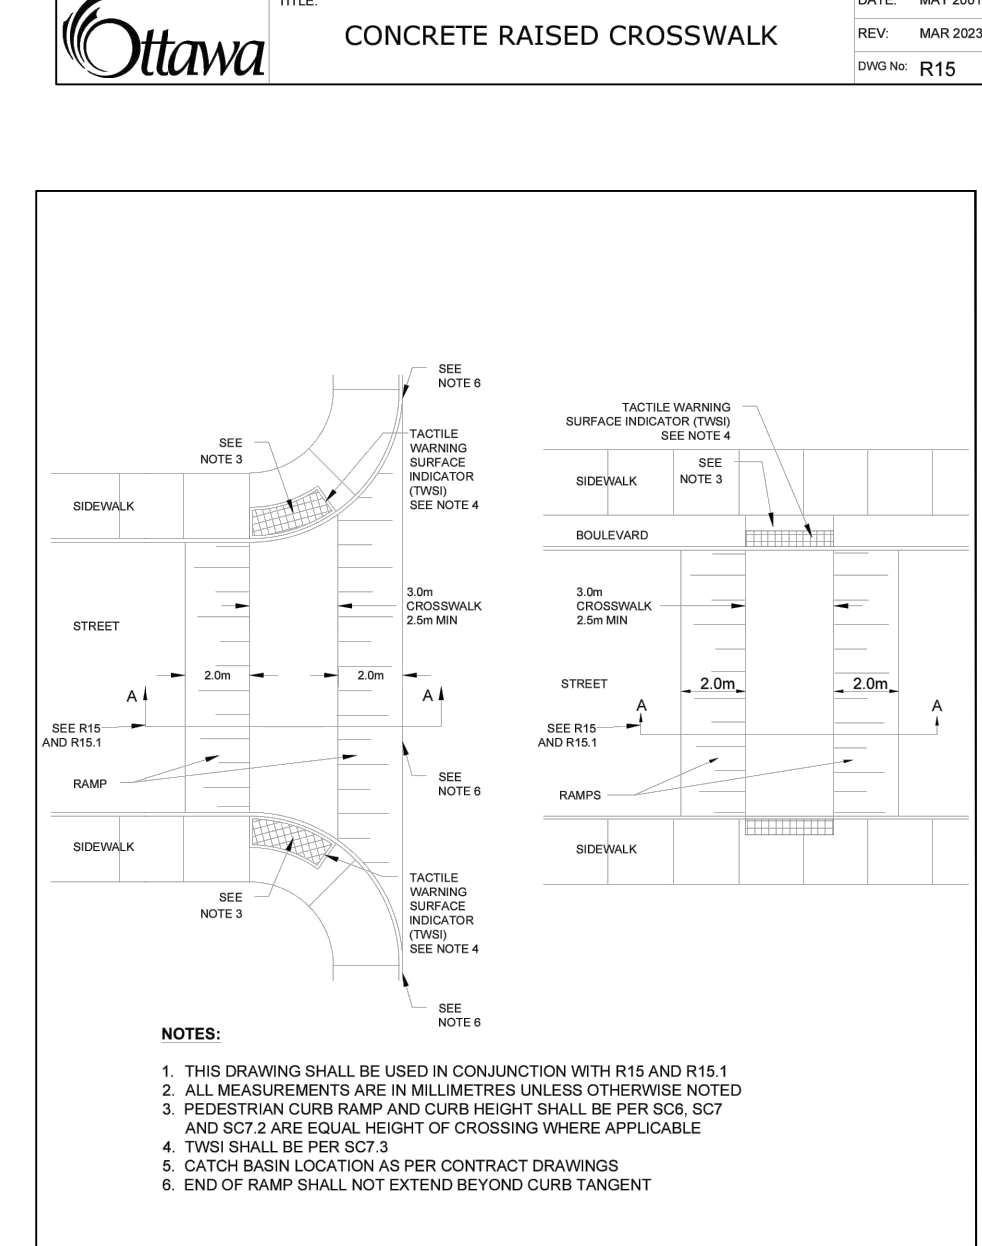 TITLE:
DATE: MAY 2001
Ottawa
CONCRETE RAISED CROSSWALK
REV: MAR 2023
DWG No: R15
SEE
NOTE 6
SEE
NOTE 3
TACTILE
WARNING
SURFACE
INDICATOR
(TWSI)
SEE NOTE 4
SIDEWALK
3.0m
CROSSWALK
2.5m MIN
STREET
2.0m
2.0m
A
A
SEE R15
AND R15.1
RAMP
SEE
NOTE 6
SIDEWALK
SEE
NOTE 3
TACTILE
WARNING
SURFACE
INDICATOR
(TWSI)
SEE NOTE 4
SEE
NOTE 6
TACTILE WARNING
SURFACE INDICATOR (TWSI)
SEE NOTE 4
SEE
NOTE 3
SIDEWALK
BOULEVARD
3.0m
CROSSWALK
2.5m MIN
STREET
2.0m
2.0m
A
A
SEE R15
AND R15.1
RAMPS
SIDEWALK
NOTES:
1. THIS DRAWING SHALL BE USED IN CONJUNCTION WITH R15 AND R15.1
2. ALL MEASUREMENTS ARE IN MILLIMETRES UNLESS OTHERWISE NOTED
3. PEDESTRIAN CURB RAMP AND CURB HEIGHT SHALL BE PER SC6, SC7
AND SC7.2 ARE EQUAL HEIGHT OF CROSSING WHERE APPLICABLE
4. TWSI SHALL BE PER SC7.3
5. CATCH BASIN LOCATION AS PER CONTRACT DRAWINGS
6. END OF RAMP SHALL NOT EXTEND BEYOND CURB TANGENT